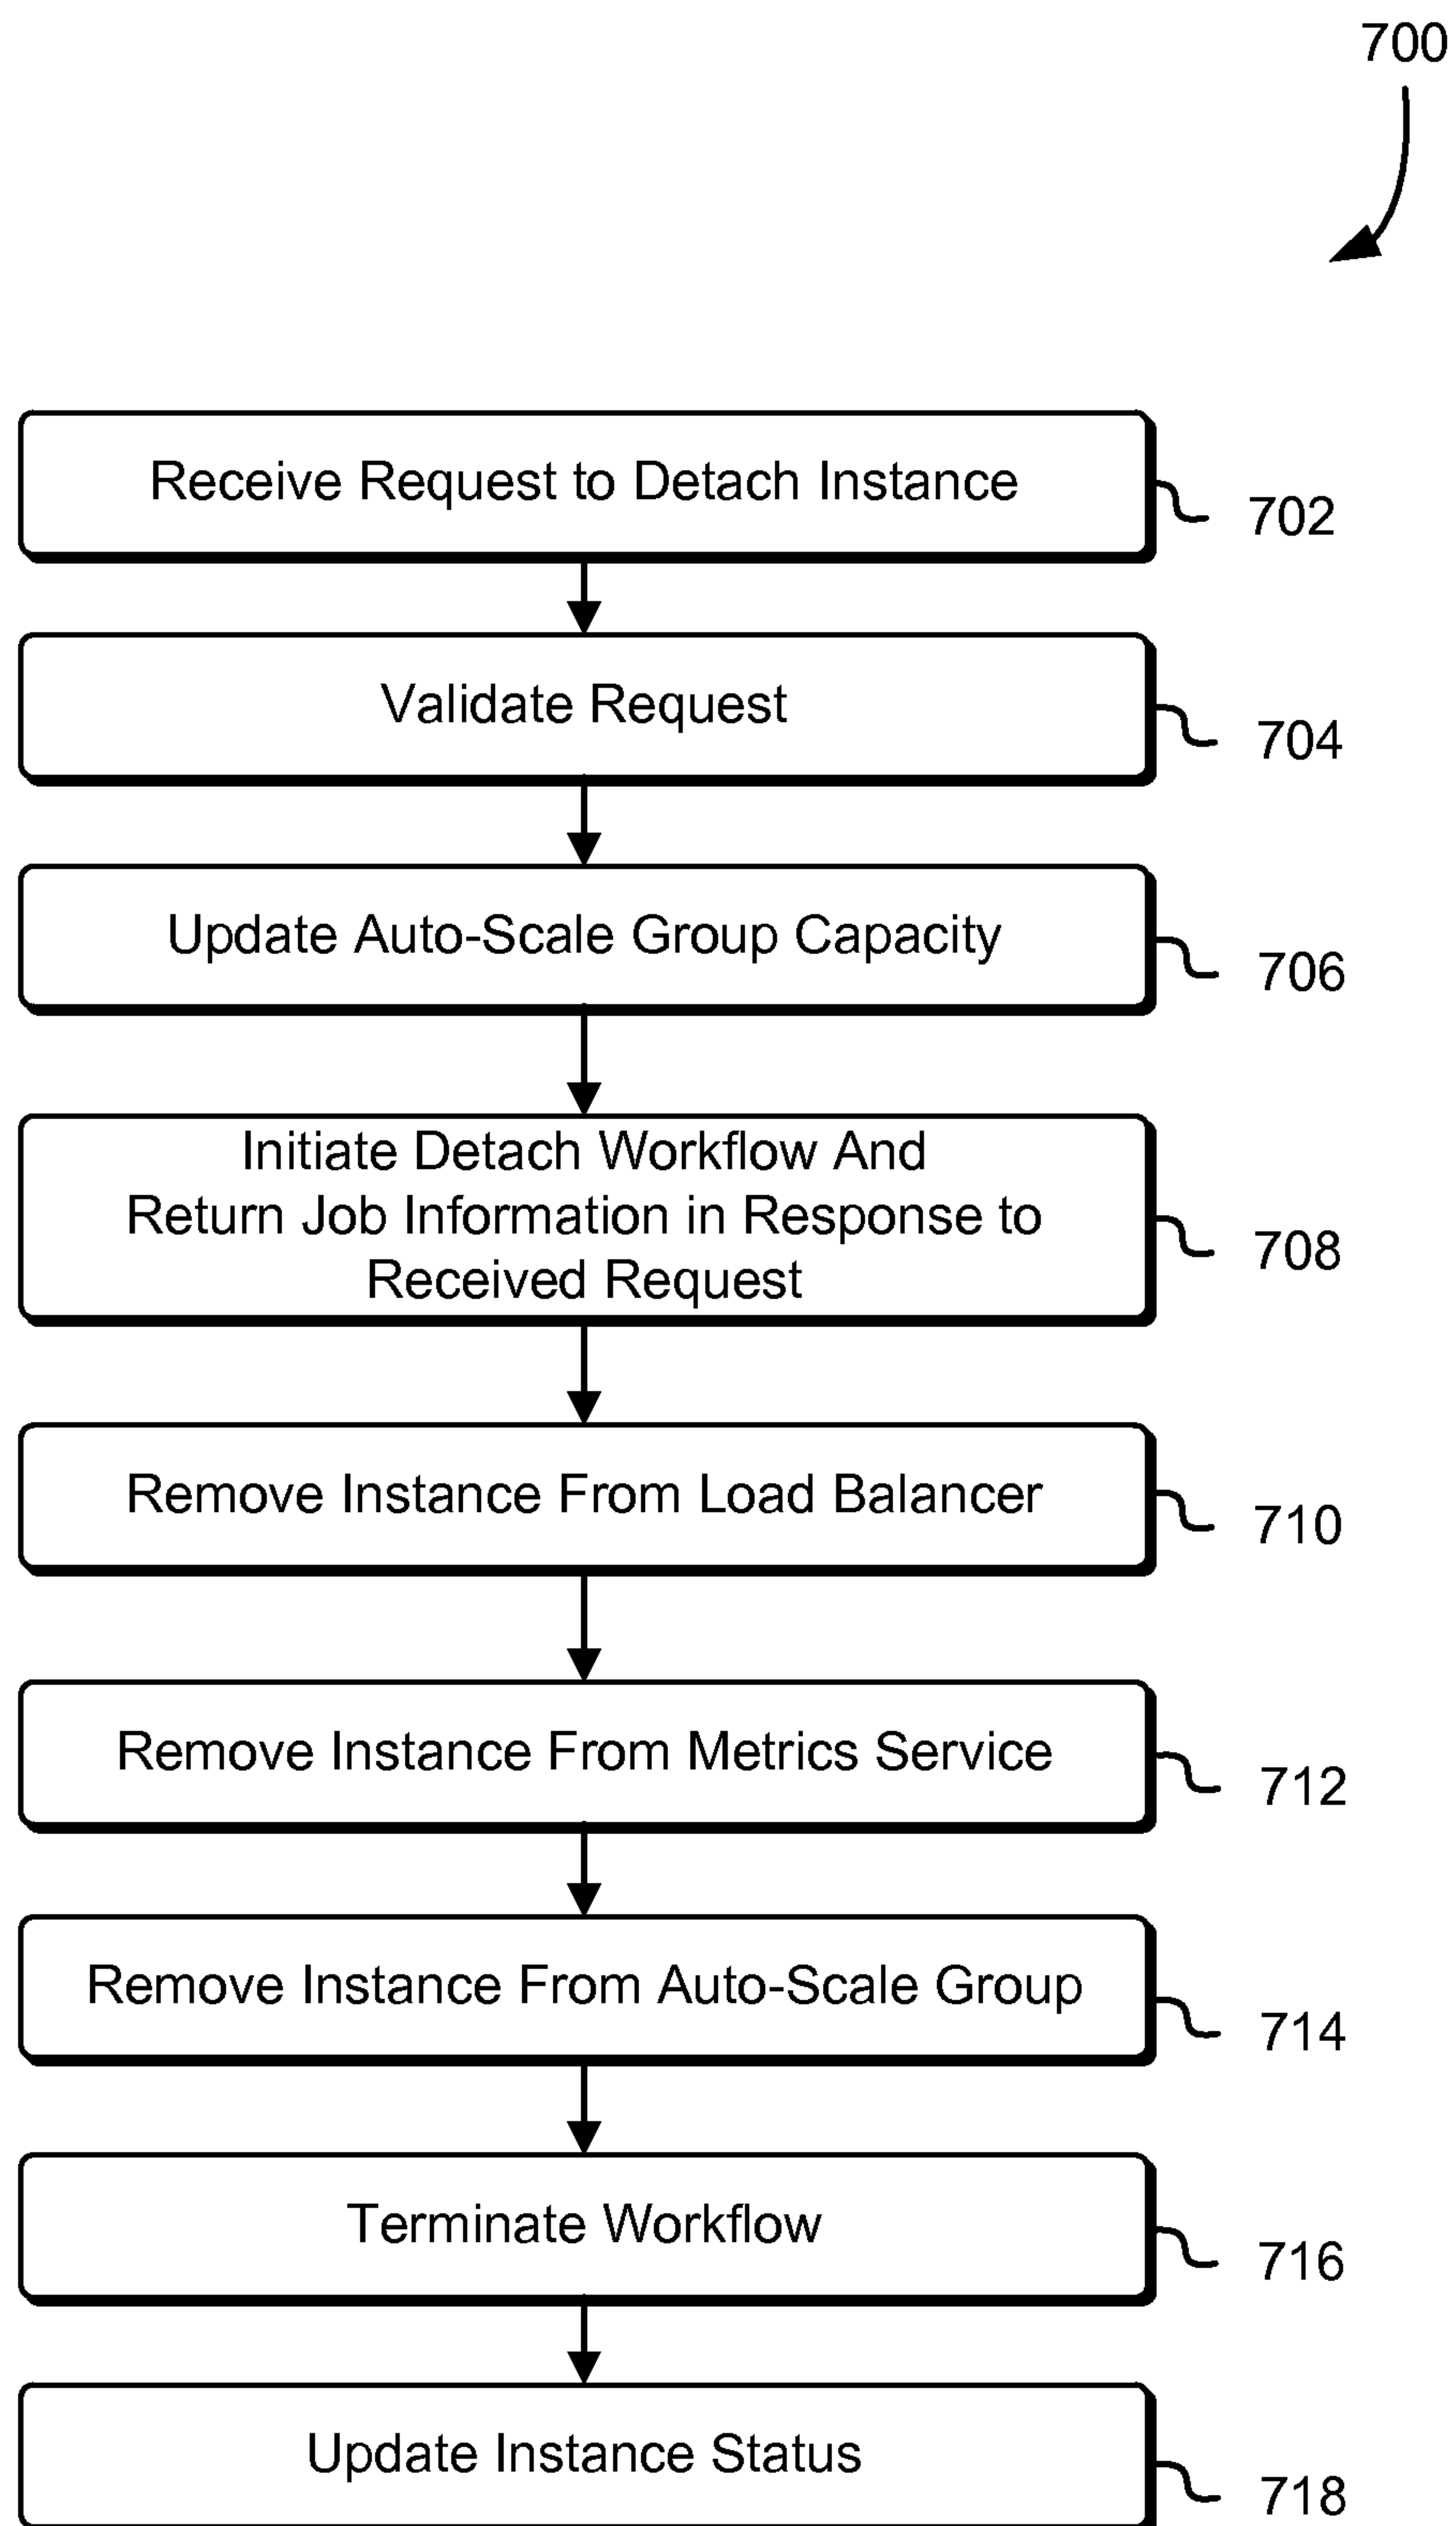 700
Receive Request to Detach Instance
702
Validate Request
704
Update Auto-Scale Group Capacity
706
Initiate Detach Workflow And
Return Job Information in Response to
Received Request
708
Remove Instance From Load Balancer
710
Remove Instance From Metrics Service
712
Remove Instance From Auto-Scale Group
714
Terminate Workflow
716
Update Instance Status
718